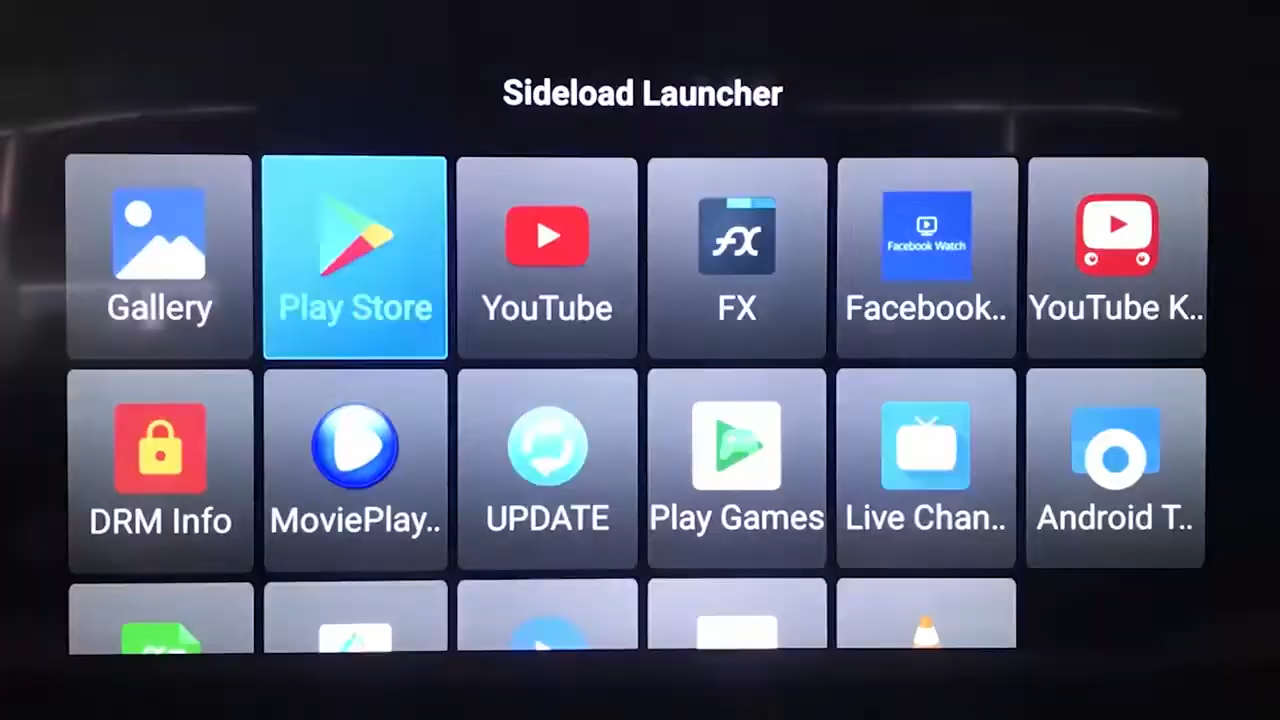 Sideload Launcher
Gallery
Play Store
YouTube
FX
FX
Facebook Watch
Facebook..
YouTube K..
DRM Info
MoviePlay..
UPDATE
Play Games
Live Chan..
Android T..